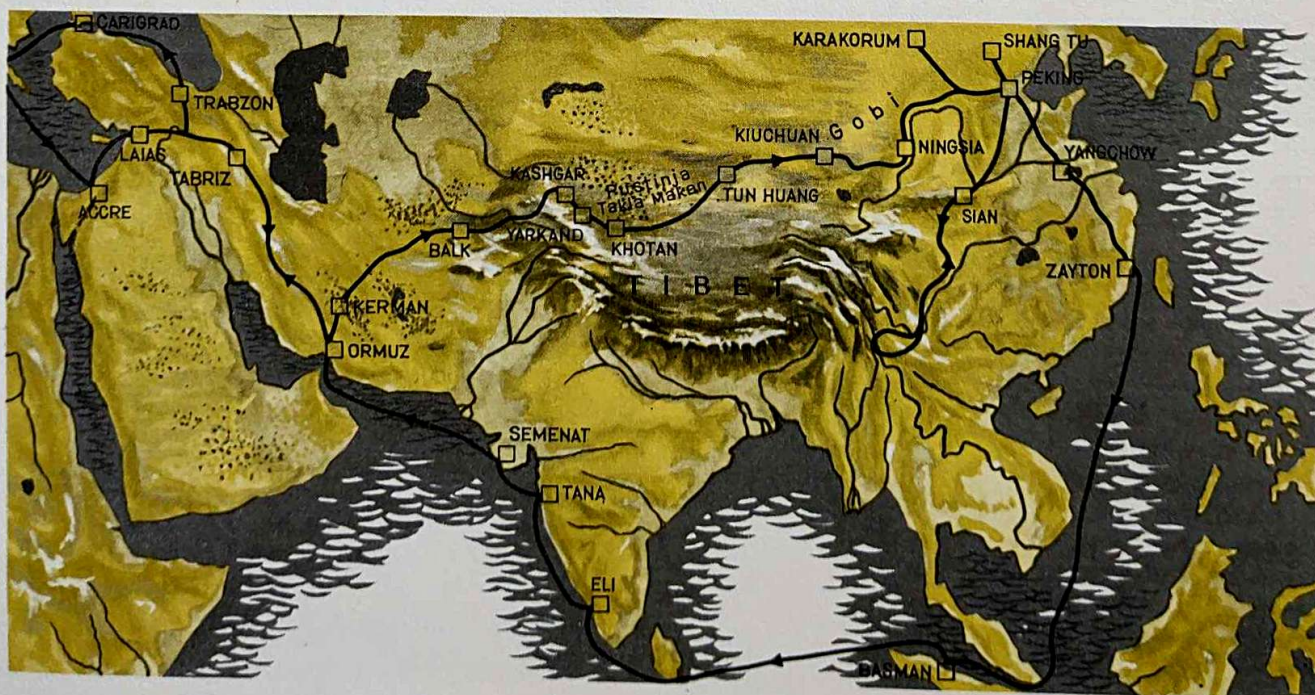 CARIGRAD
KARAKORUM
SHANG TU
PEKING
TRABZON
Gobi
KIUCHUAN
NINGSIA
LAIAS
YANGCHOW
TABRIZ
KASHGAR
Pustinja
Takla Makan
TUN HUANG
ACCRE
SIAN
YARKAND
BALK
KHOTAN
ZAYTON
TIBET
KERMAN
ORMUZ
SEMENAT
TANA
ELI
BASMAN